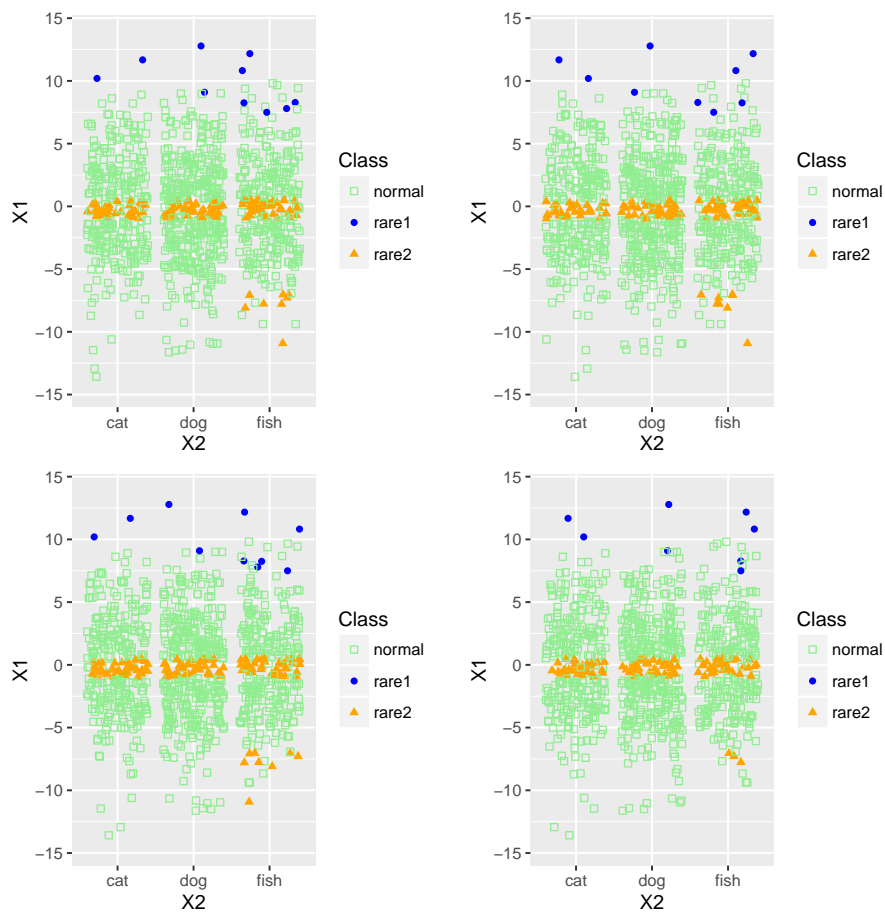 15
10
5
0
−5
−10
−15
X1
cat dog fish
X2
Class
normal
rare1
rare2
15
10
5
0
−5
−10
−15
X1
cat dog fish
X2
Class
normal
rare1
rare2
15
10
5
0
−5
−10
−15
X1
cat dog fish
X2
Class
normal
rare1
rare2
15
10
5
0
−5
−10
−15
X1
cat dog fish
X2
Class
normal
rare1
rare2